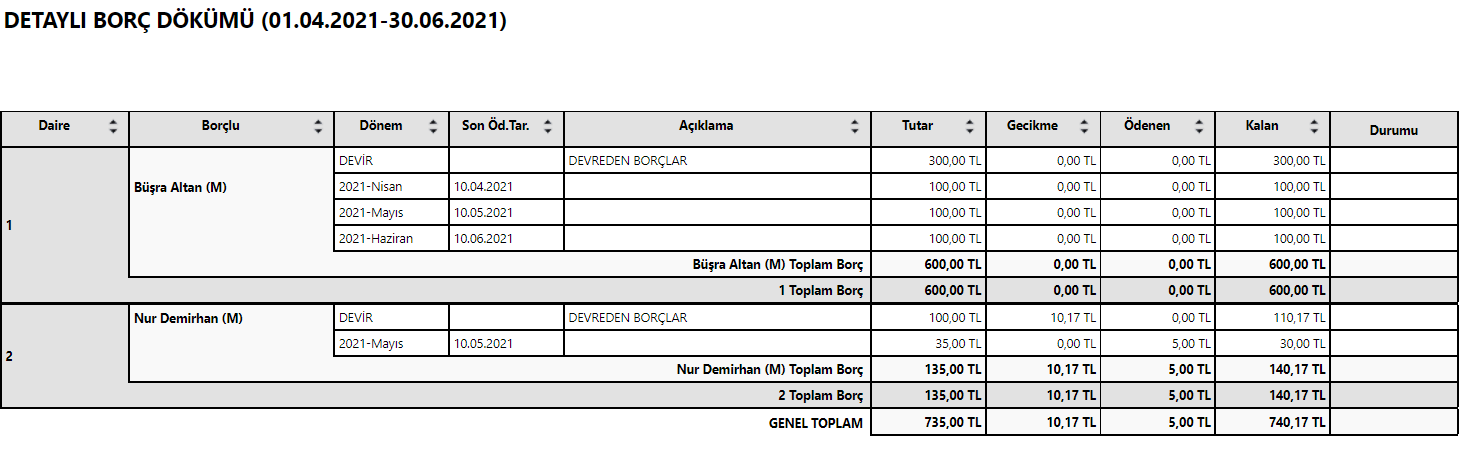 DETAYLI BORÇ DÖKÜMÜ (01.04.2021-30.06.2021)
Daire Borçlu Dönem Son Öd.Tar. Açıklama Tutar Gecikme Ödenen Kalan Durumu
1
Büşra Altan (M)
DEVİR DEVREDEN BORÇLAR 300,00 TL 0,00 TL 0,00 TL 300,00 TL
2021-Nisan 10.04.2021 100,00 TL 0,00 TL 0,00 TL 100,00 TL
2021-Mayıs 10.05.2021 100,00 TL 0,00 TL 0,00 TL 100,00 TL
2021-Haziran 10.06.2021 100,00 TL 0,00 TL 0,00 TL 100,00 TL
Büşra Altan (M) Toplam Borç 600,00 TL 0,00 TL 0,00 TL 600,00 TL
1 Toplam Borç 600,00 TL 0,00 TL 0,00 TL 600,00 TL
2
Nur Demirhan (M) DEVİR DEVREDEN BORÇLAR 100,00 TL 10,17 TL 0,00 TL 110,17 TL
2021-Mayıs 10.05.2021 35,00 TL 0,00 TL 5,00 TL 30,00 TL
Nur Demirhan (M) Toplam Borç 135,00 TL 10,17 TL 5,00 TL 140,17 TL
2 Toplam Borç 135,00 TL 10,17 TL 5,00 TL 140,17 TL
GENEL TOPLAM 735,00 TL 10,17 TL 5,00 TL 740,17 TL